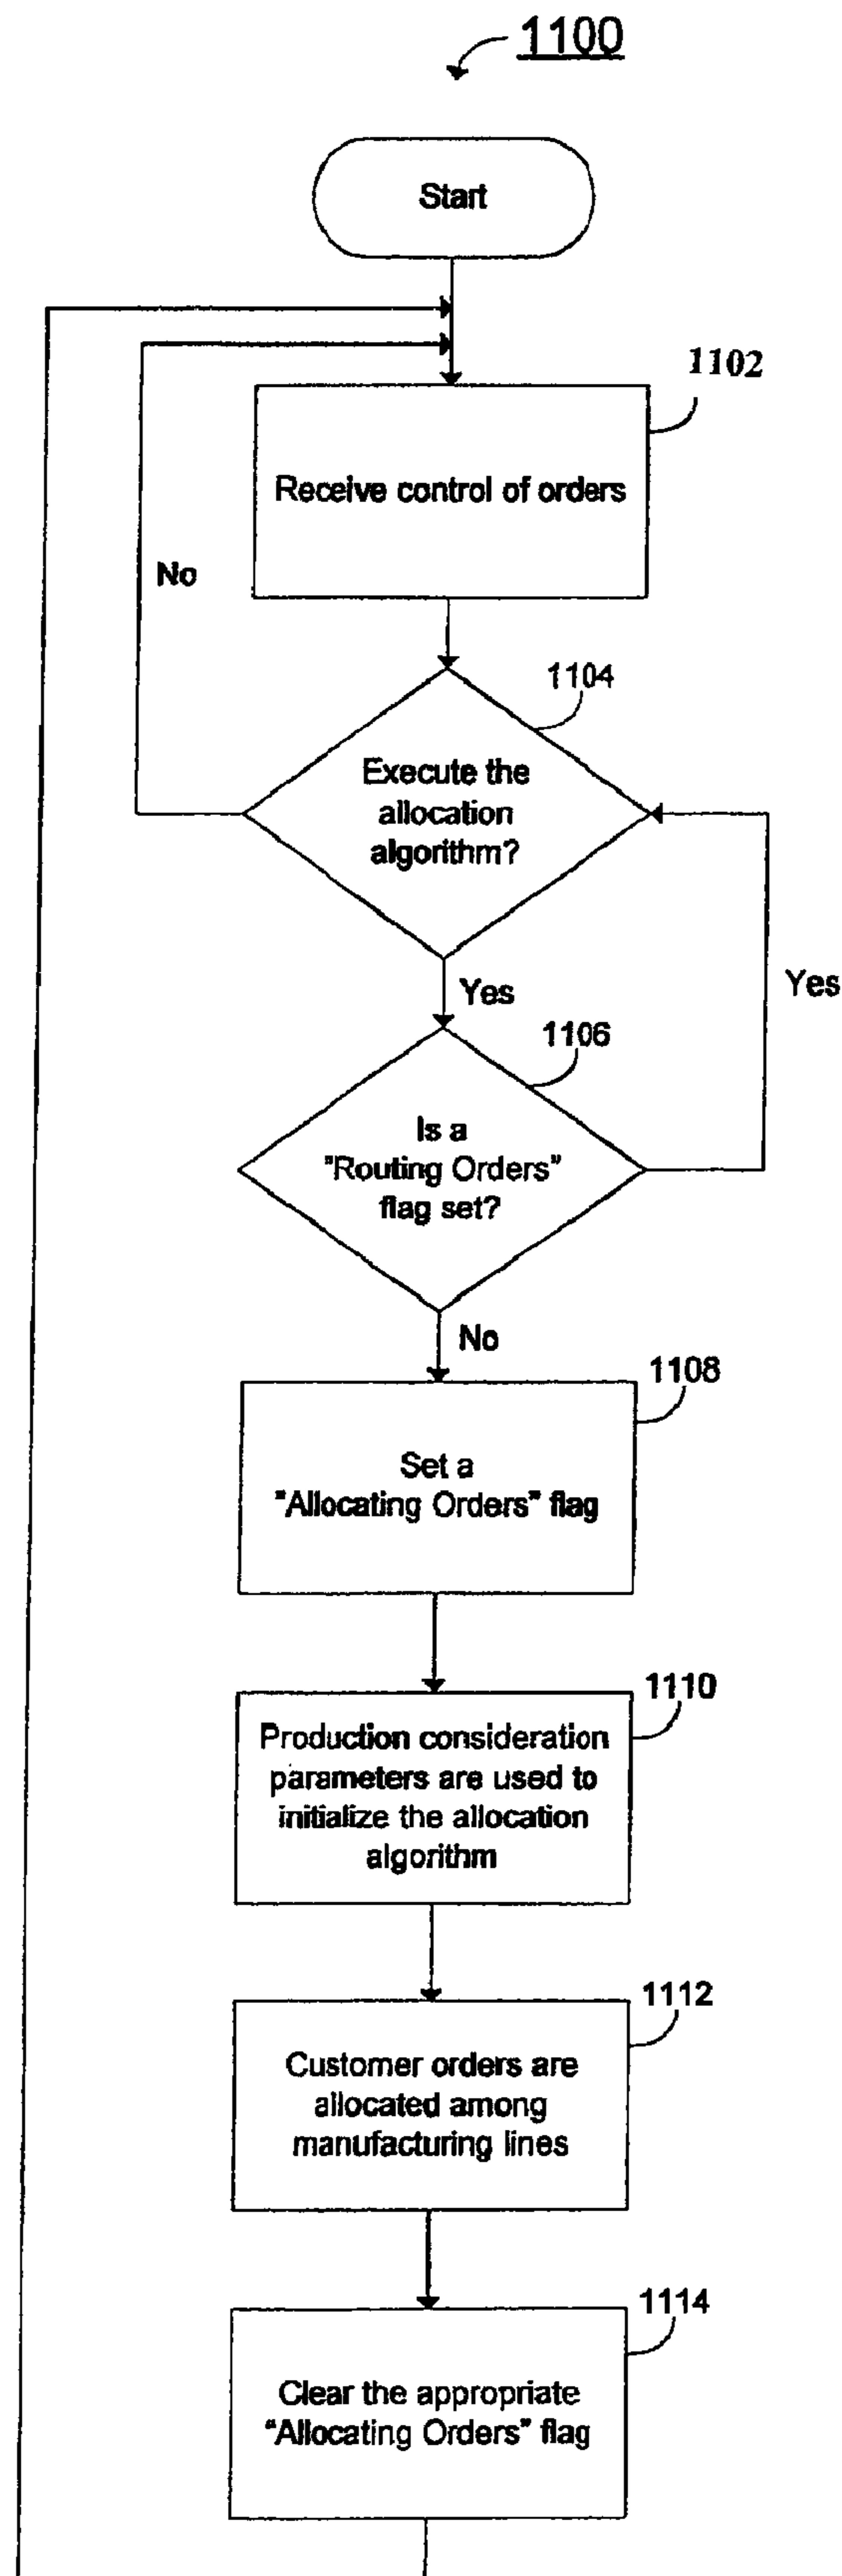 1100
Start
1102
Receive control of orders
No
1104
Execute the
allocation
algorithm?
Yes
Yes
1106
Is a
"Routing Orders"
flag set?
No
1108
Set a
"Allocating Orders" flag
1110
Production consideration
parameters are used to
initialize the allocation
algorithm
1112
Customer orders are
allocated among
manufacturing lines
1114
Clear the appropriate
"Allocating Orders" flag